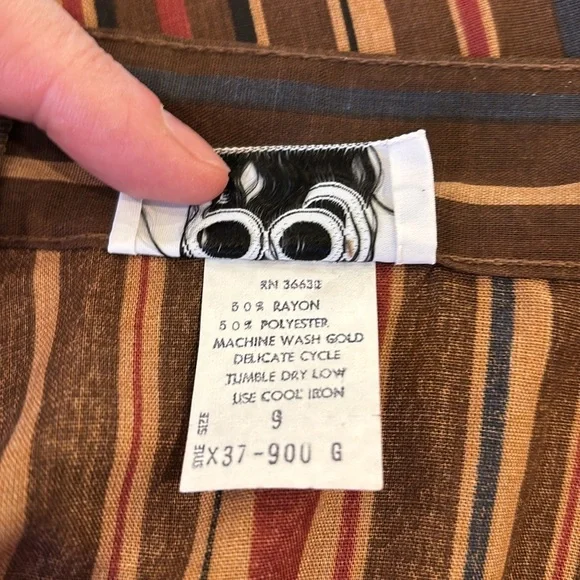 RN 36632
50% RAYON
50% POLYESTER
MACHINE WASH GOLD
DELICATE CYCLE
TUMBLE DRY LOW
USE COOL IRON
SIZE 9
STYLE X37-900 G